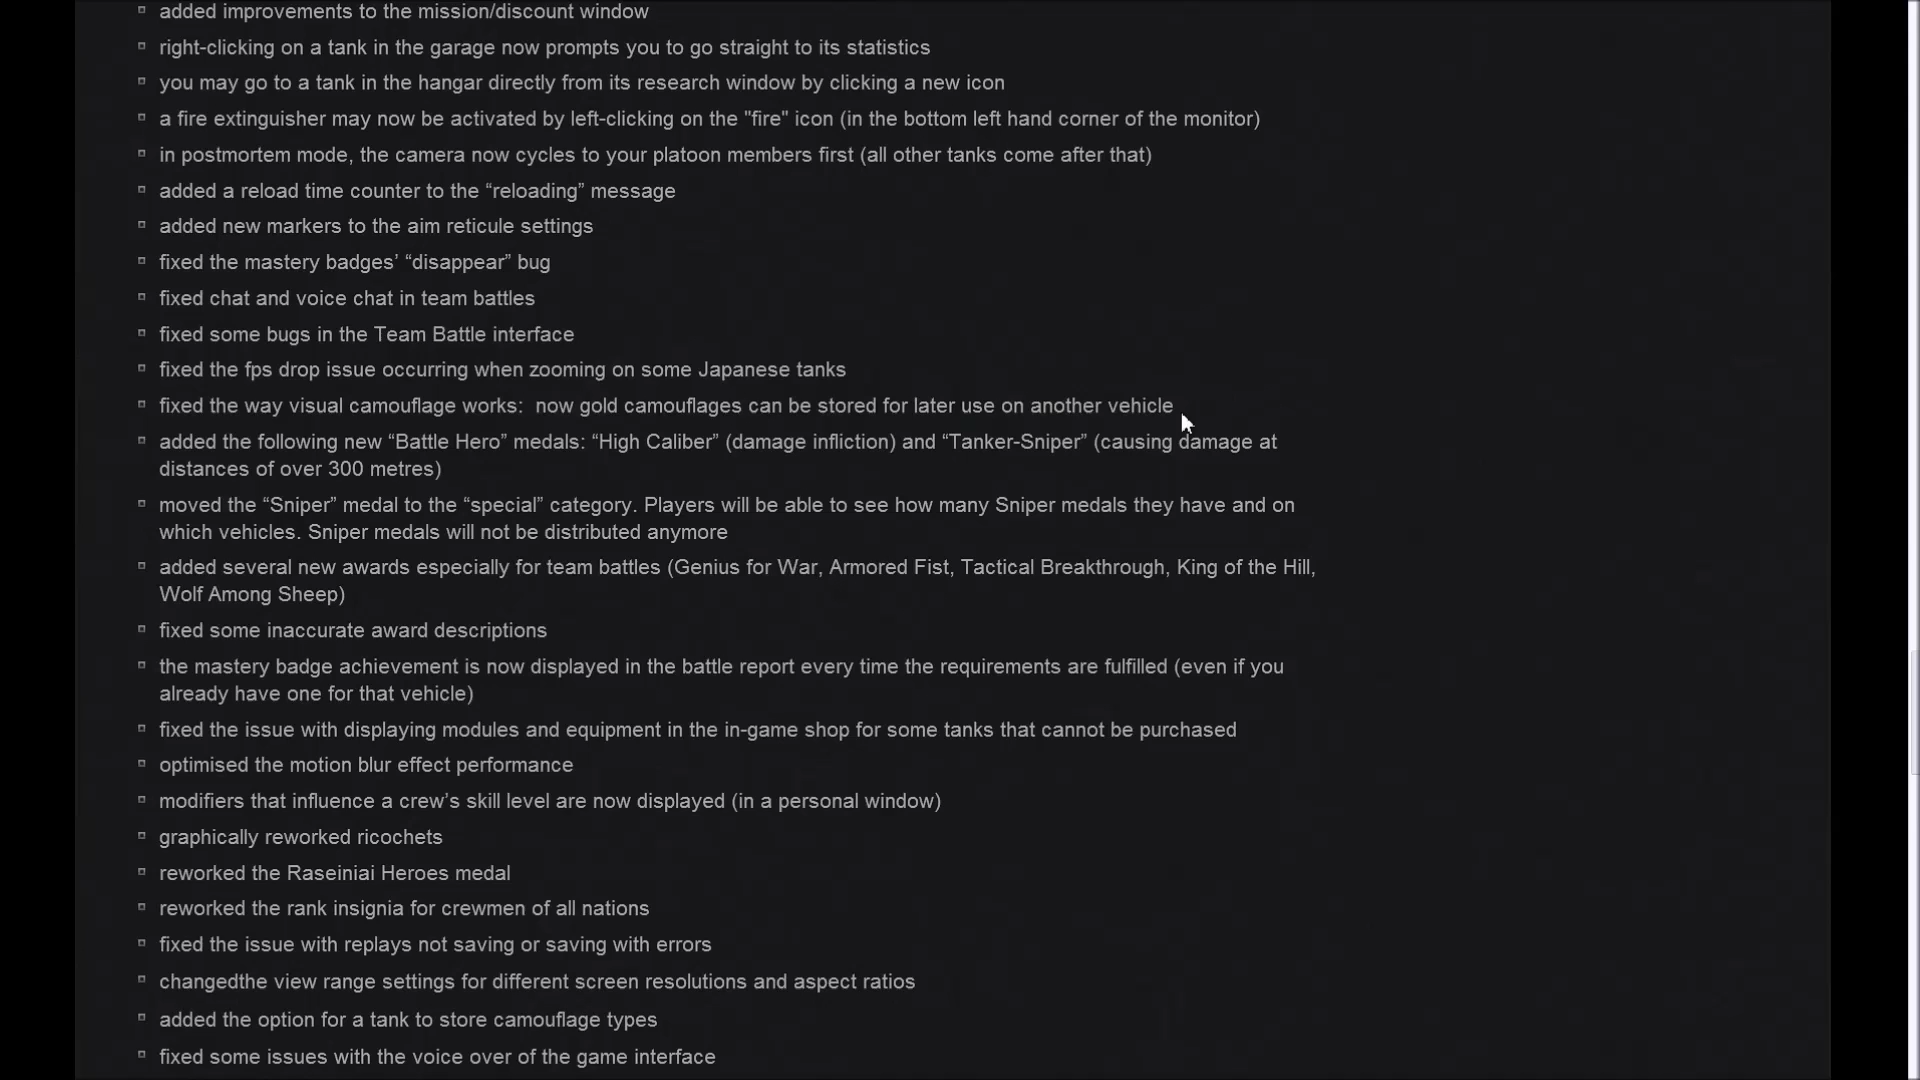 added improvements to the mission/discount window
right-clicking on a tank in the garage now prompts you to go straight to its statistics
you may go to a tank in the hangar directly from its research window by clicking a new icon
a fire extinguisher may now be activated by left-clicking on the "fire" icon (in the bottom left hand corner of the monitor)
in postmortem mode, the camera now cycles to your platoon members first (all other tanks come after that)
added a reload time counter to the “reloading” message
added new markers to the aim reticule settings
fixed the mastery badges’ “disappear” bug
fixed chat and voice chat in team battles
fixed some bugs in the Team Battle interface
fixed the fps drop issue occurring when zooming on some Japanese tanks
fixed the way visual camouflage works:  now gold camouflages can be stored for later use on another vehicle
added the following new “Battle Hero” medals: “High Caliber” (damage infliction) and “Tanker-Sniper” (causing damage at
distances of over 300 metres)
moved the “Sniper” medal to the “special” category. Players will be able to see how many Sniper medals they have and on
which vehicles. Sniper medals will not be distributed anymore
added several new awards especially for team battles (Genius for War, Armored Fist, Tactical Breakthrough, King of the Hill,
Wolf Among Sheep)
fixed some inaccurate award descriptions
the mastery badge achievement is now displayed in the battle report every time the requirements are fulfilled (even if you
already have one for that vehicle)
fixed the issue with displaying modules and equipment in the in-game shop for some tanks that cannot be purchased
optimised the motion blur effect performance
modifiers that influence a crew’s skill level are now displayed (in a personal window)
graphically reworked ricochets
reworked the Raseiniai Heroes medal
reworked the rank insignia for crewmen of all nations
fixed the issue with replays not saving or saving with errors
changedthe view range settings for different screen resolutions and aspect ratios
added the option for a tank to store camouflage types
fixed some issues with the voice over of the game interface